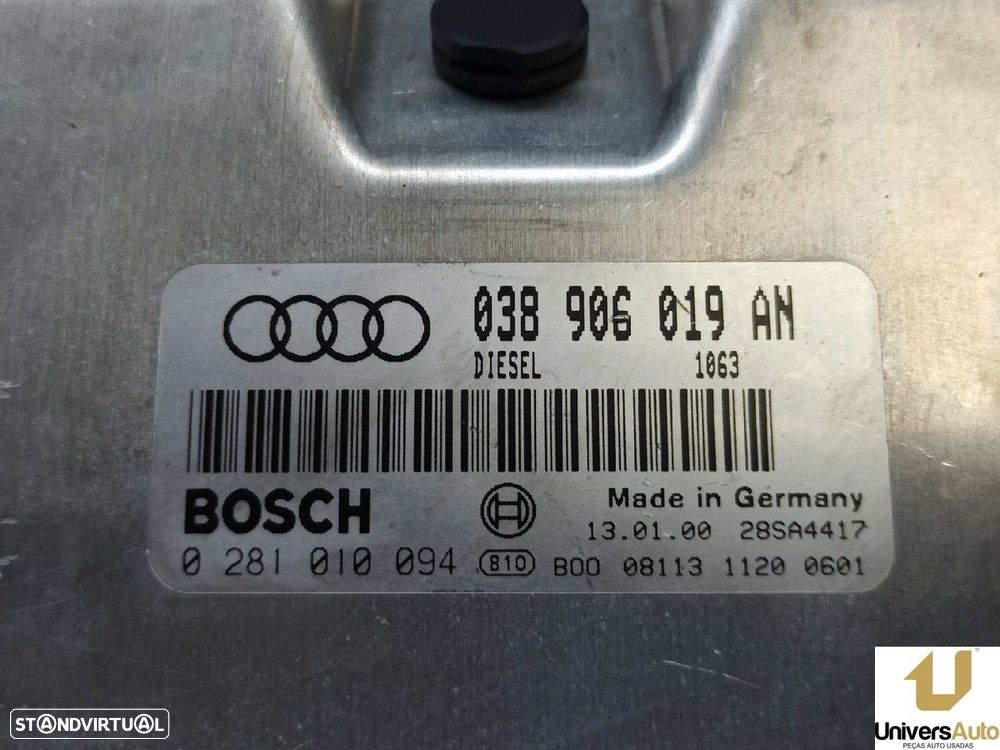 038 906 019 AN
DIESEL 1063
BOSCH
Made in Germany
13.01.00 28SA4417
0 281 010 094 810 B00 08113 1120 0601
STANDVIRTUAL
UniversAuto
PEÇAS AUTO USADAS